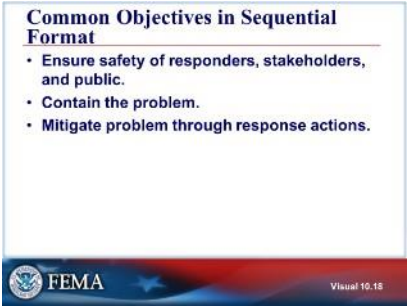 Common Objectives in Sequential
Format
• Ensure safety of responders, stakeholders,
and public.
• Contain the problem.
• Mitigate problem through response actions.
FEMA
Visual 10.18